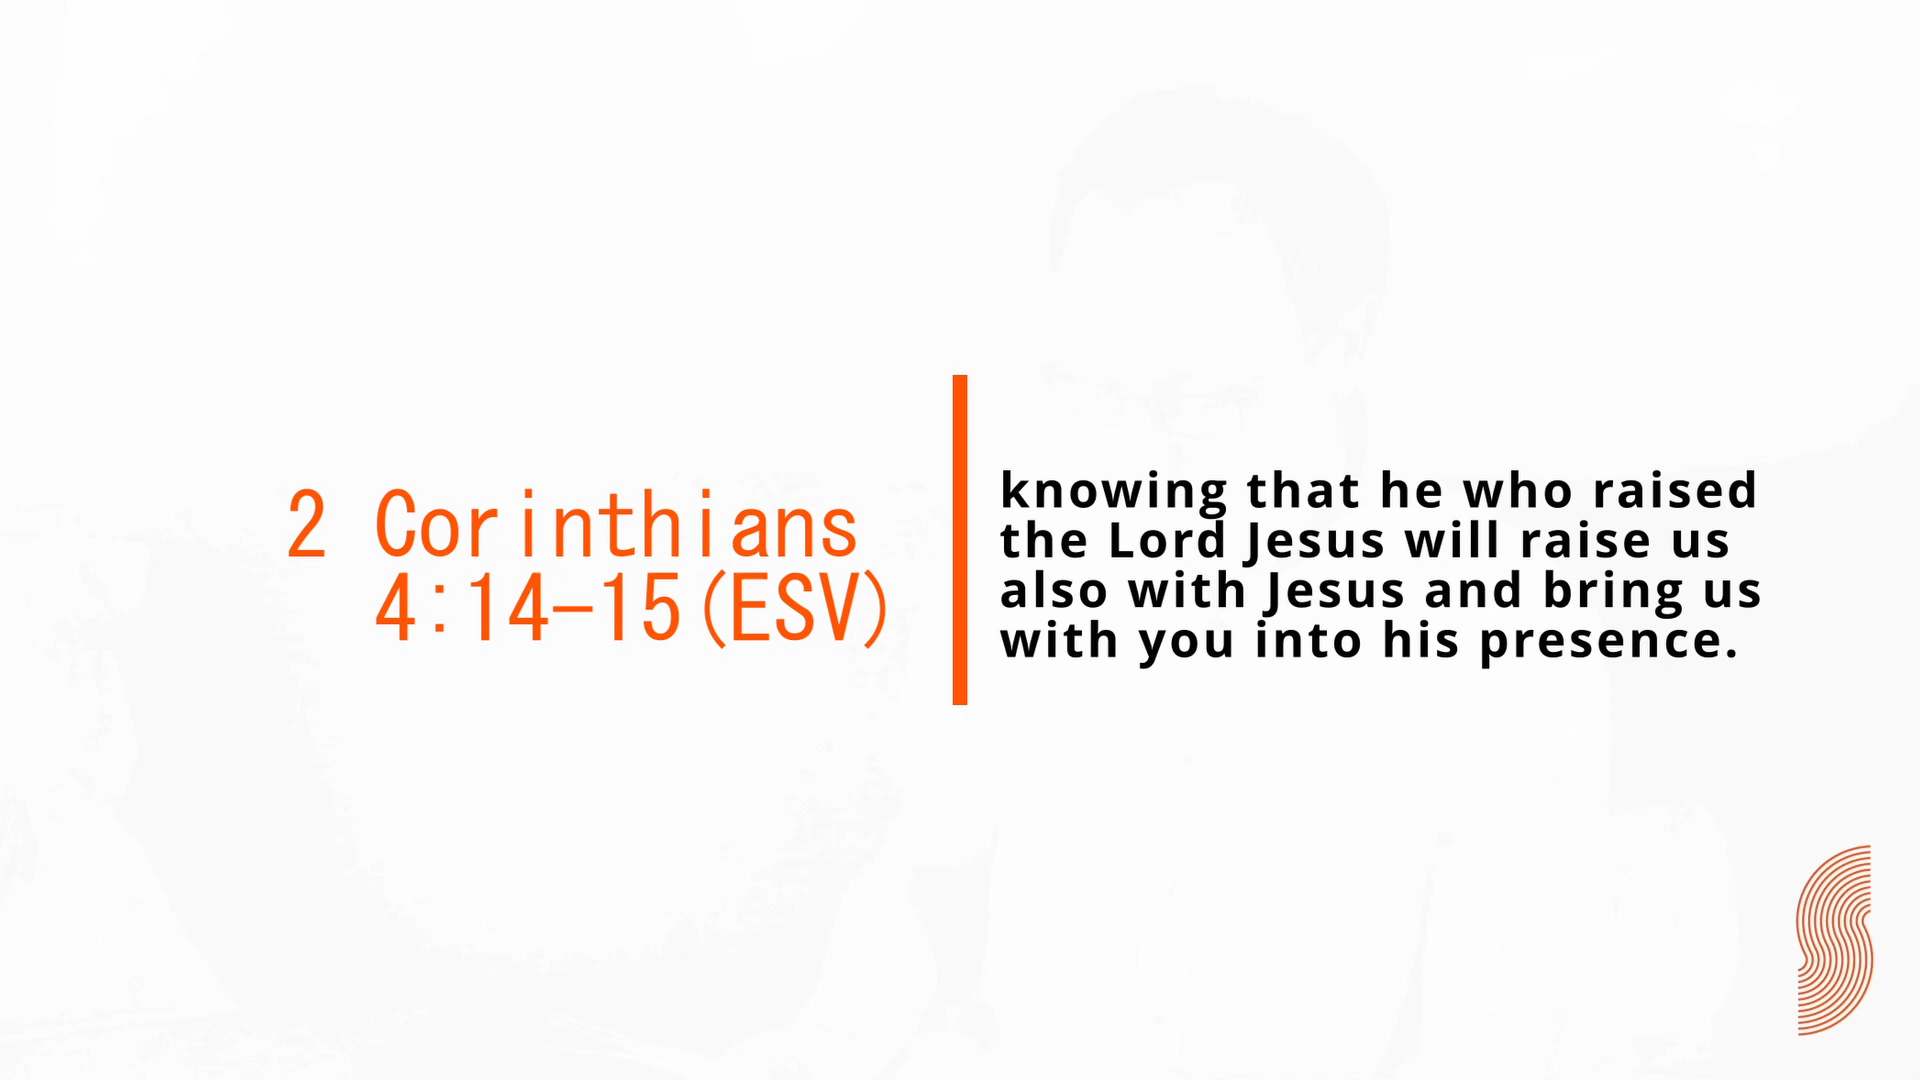 2 Corinthians
4:14-15(ESV)
knowing that he who raised
the Lord Jesus will raise us
also with Jesus and bring us
with you into his presence.